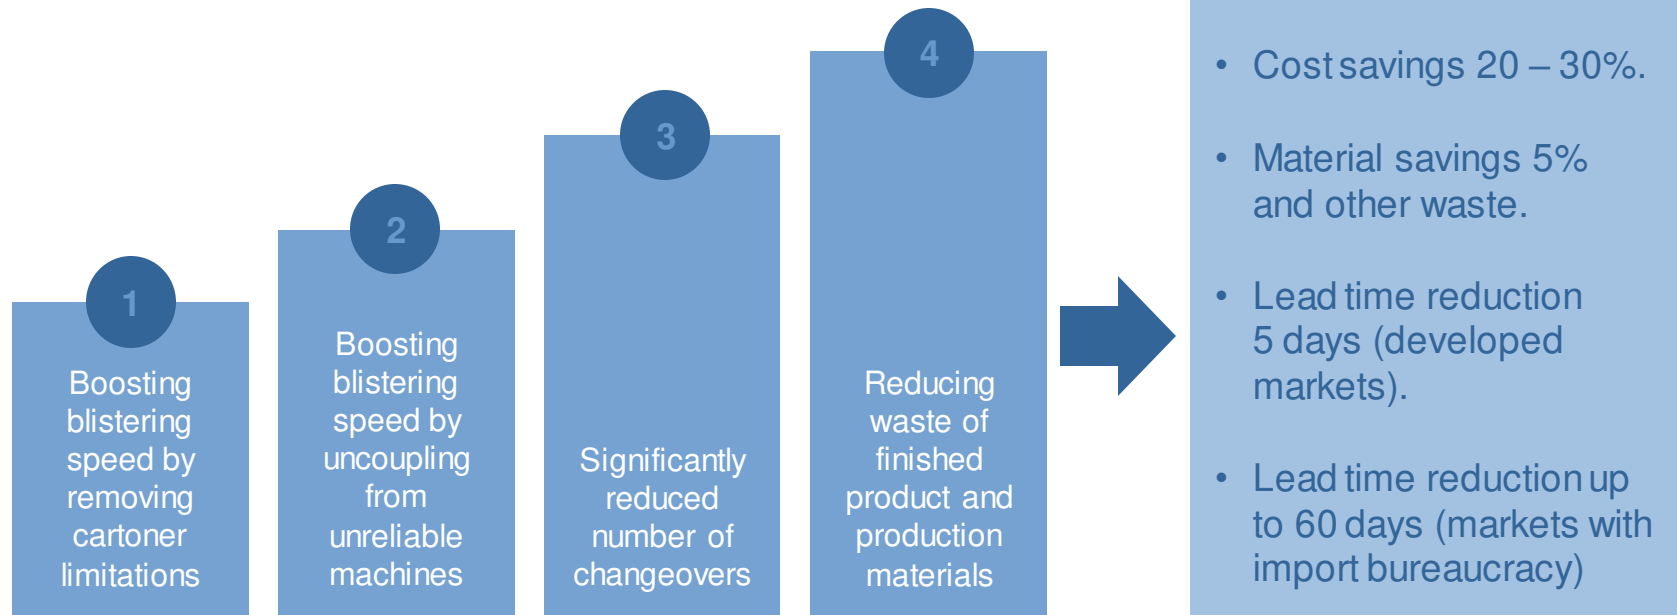 1
Boosting
blistering
speed by
removing
cartoner
limitations
2
Boosting
blistering
speed by
uncoupling
from
unreliable
machines
3
Significantly
reduced
number of
changeovers
4
Reducing
waste of
finished
product and
production
materials
• Cost savings 20 – 30%.
• Material savings 5%
and other waste.
• Lead time reduction
5 days (developed
markets).
• Lead time reduction up
to 60 days (markets with
import bureaucracy)